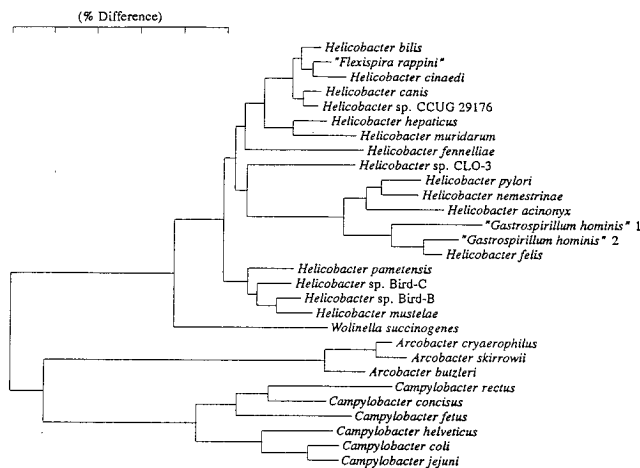 (% Difference)
Helicobacter bilis
"Flexispira rappini"
Helicobacter cinaedi
Helicobacter canis
Helicobacter sp. CCUG 29176
Helicobacter hepaticus
Helicobacter muridarum
Helicobacter fennelliae
Helicobacter sp. CLO-3
Helicobacter pylori
Helicobacter nemestrinae
Helicobacter acinonyx
"Gastrospirillum hominis" 1
"Gastrospirillum hominis" 2
Helicobacter felis
Helicobacter pametensis
Helicobacter sp. Bird-C
Helicobacter sp. Bird-B
Helicobacter mustelae
Wolinella succinogenes
Arcobacter cryaerophilus
Arcobacter skirrowii
Arcobacter butzleri
Campylobacter rectus
Campylobacter concisus
Campylobacter fetus
Campylobacter helveticus
Campylobacter coli
Campylobacter jejuni